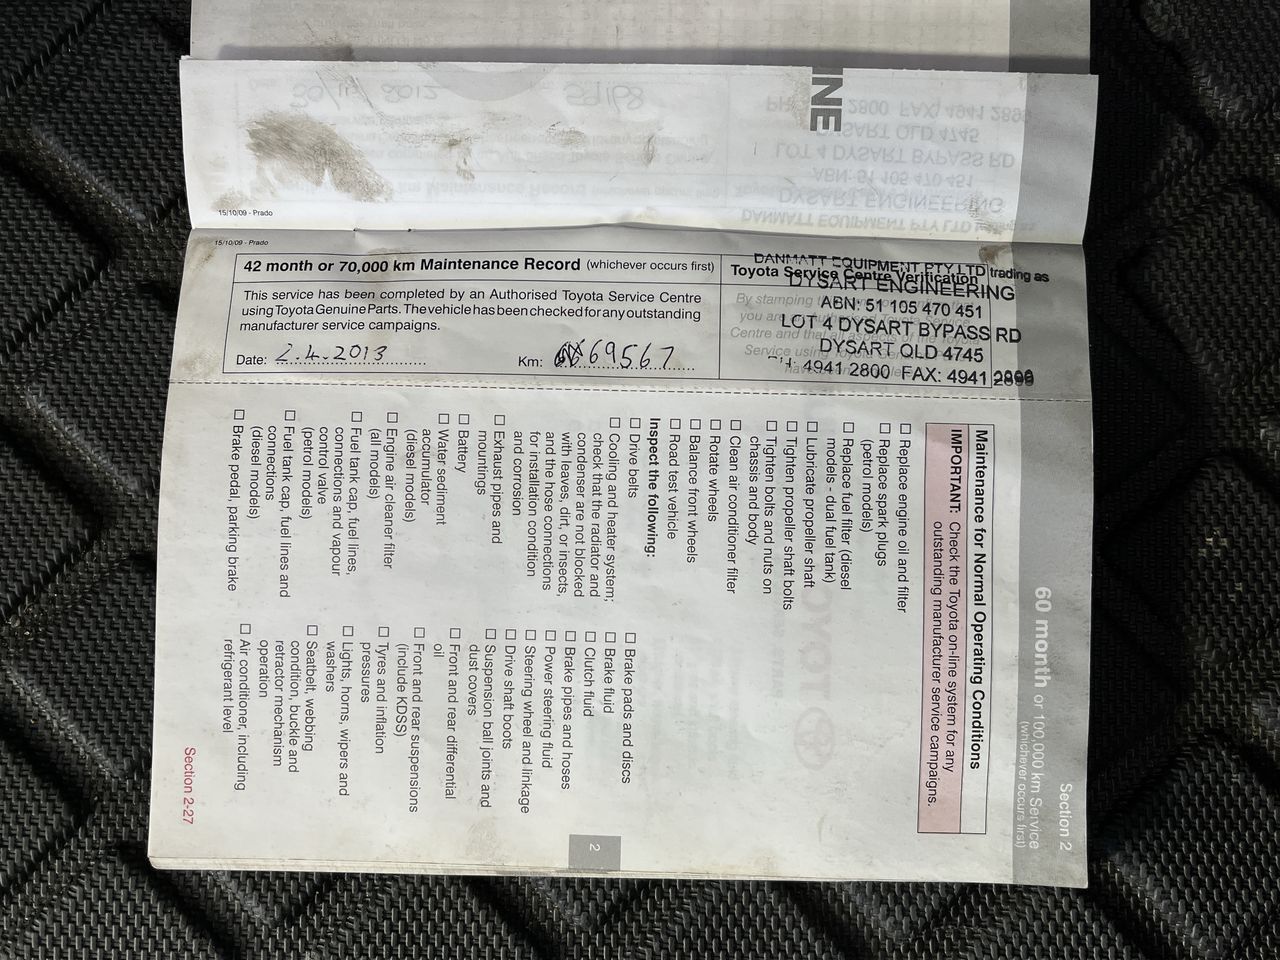 INE
15/10/09 - Prado
15/10/09 - Prado
42 month or 70,000 km Maintenance Record (whichever occurs first)
This service has been completed by an Authorised Toyota Service Centre
using Toyota Genuine Parts. The vehicle has been checked for any outstanding
manufacturer service campaigns.
Date: 2.4.2013
Km: 69567
Toyota Service Centre Verification
DANMATT EQUIPMENT PTY LTD trading as
DYSART ENGINEERING
ABN: 51 105 470 451
LOT 4 DYSART BYPASS RD
DYSART QLD 4745
PH: 4941 2800 FAX: 4941 2899
Section 2
60 month or 100,000 km Service
(whichever occurs first)
Maintenance for Normal Operating Conditions
IMPORTANT: Check the Toyota on-line system for any
outstanding manufacturer service campaigns.
☐ Replace engine oil and filter
☐ Replace spark plugs
(petrol models)
☐ Replace fuel filter (diesel
models - dual fuel tank)
☐ Lubricate propeller shaft
☐ Tighten propeller shaft bolts
☐ Tighten bolts and nuts on
chassis and body
☐ Clean air conditioner filter
☐ Rotate wheels
☐ Balance front wheels
☐ Road test vehicle
Inspect the following:
☐ Drive belts
☐ Cooling and heater system;
check that the radiator and
condenser are not blocked
with leaves, dirt, or insects,
and the hose connections
for installation condition
and corrosion
☐ Exhaust pipes and
mountings
☐ Battery
☐ Water sediment
accumulator
(diesel models)
☐ Engine air cleaner filter
(all models)
☐ Fuel tank cap, fuel lines,
connections and vapour
control valve
(petrol models)
☐ Fuel tank cap, fuel lines and
connections
(diesel models)
☐ Brake pedal, parking brake
☐ Brake pads and discs
☐ Brake fluid
☐ Clutch fluid
☐ Brake pipes and hoses
☐ Power steering fluid
☐ Steering wheel and linkage
☐ Drive shaft boots
☐ Suspension ball joints and
dust covers
☐ Front and rear differential
oil
☐ Front and rear suspensions
(include KDSS)
☐ Tyres and inflation
pressures
☐ Lights, horns, wipers and
washers
☐ Seatbelt, webbing
condition, buckle and
retractor mechanism
operation
☐ Air conditioner, including
refrigerant level
2
Section 2-27